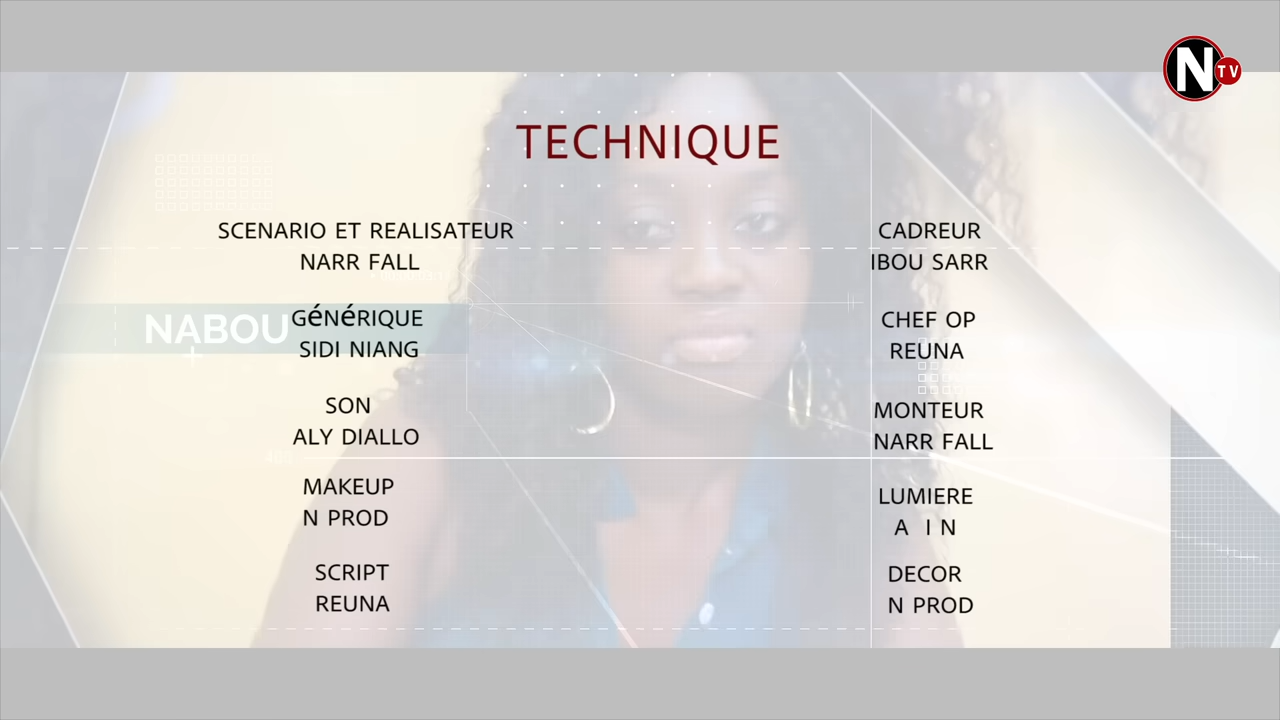 N TV
TECHNIQUE
SCENARIO ET REALISATEUR
NARR FALL
GéNéRIQUE
SIDI NIANG
NABOU
SON
ALY DIALLO
MAKEUP
N PROD
SCRIPT
REUNA
CADREUR
IBOU SARR
CHEF OP
REUNA
MONTEUR
NARR FALL
LUMIERE
A I N
DECOR
N PROD